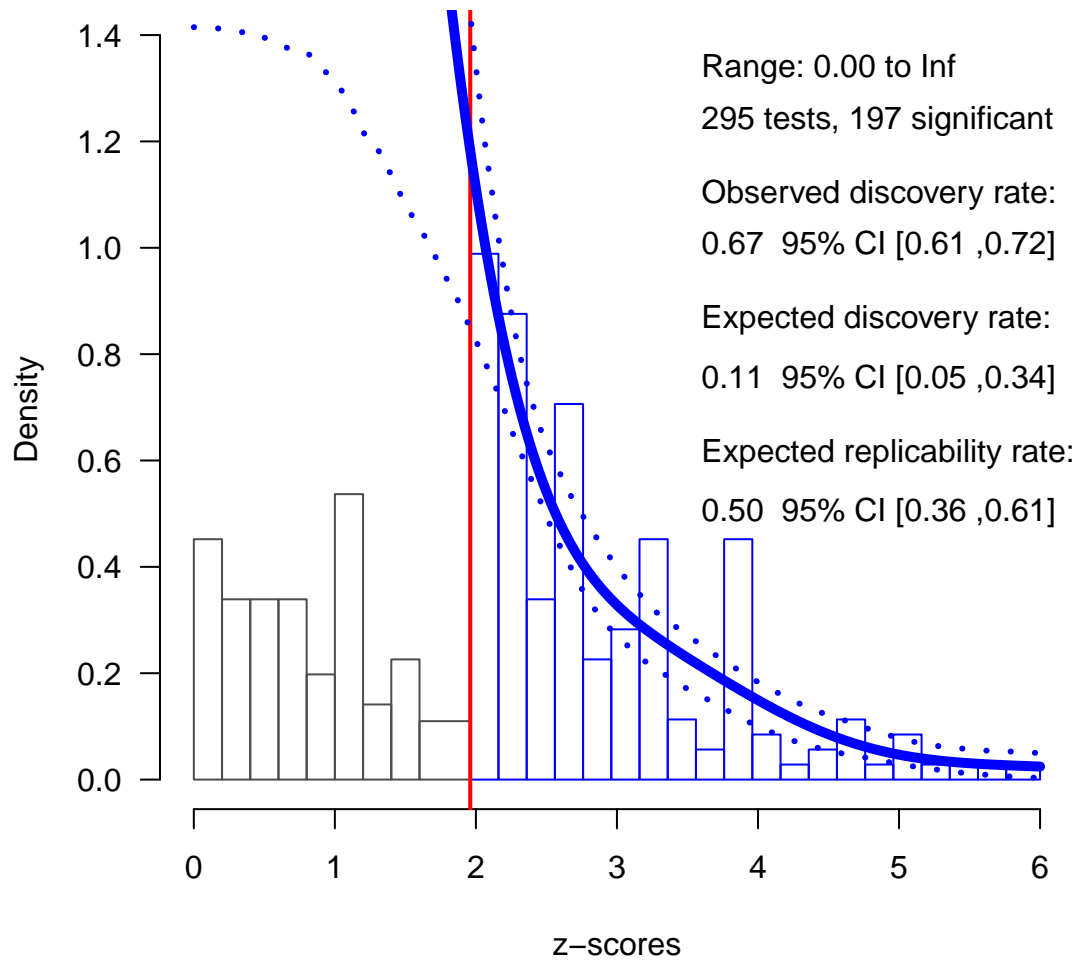 Range: 0.00 to Inf
295 tests, 197 significant
Observed discovery rate:
0.67  95% CI [0.61 ,0.72]
Expected discovery rate:
0.11  95% CI [0.05 ,0.34]
Expected replicability rate:
0.50  95% CI [0.36 ,0.61]
Density
1.4
1.2
1.0
0.8
0.6
0.4
0.2
0.0
0 1 2 3 4 5 6
z−scores